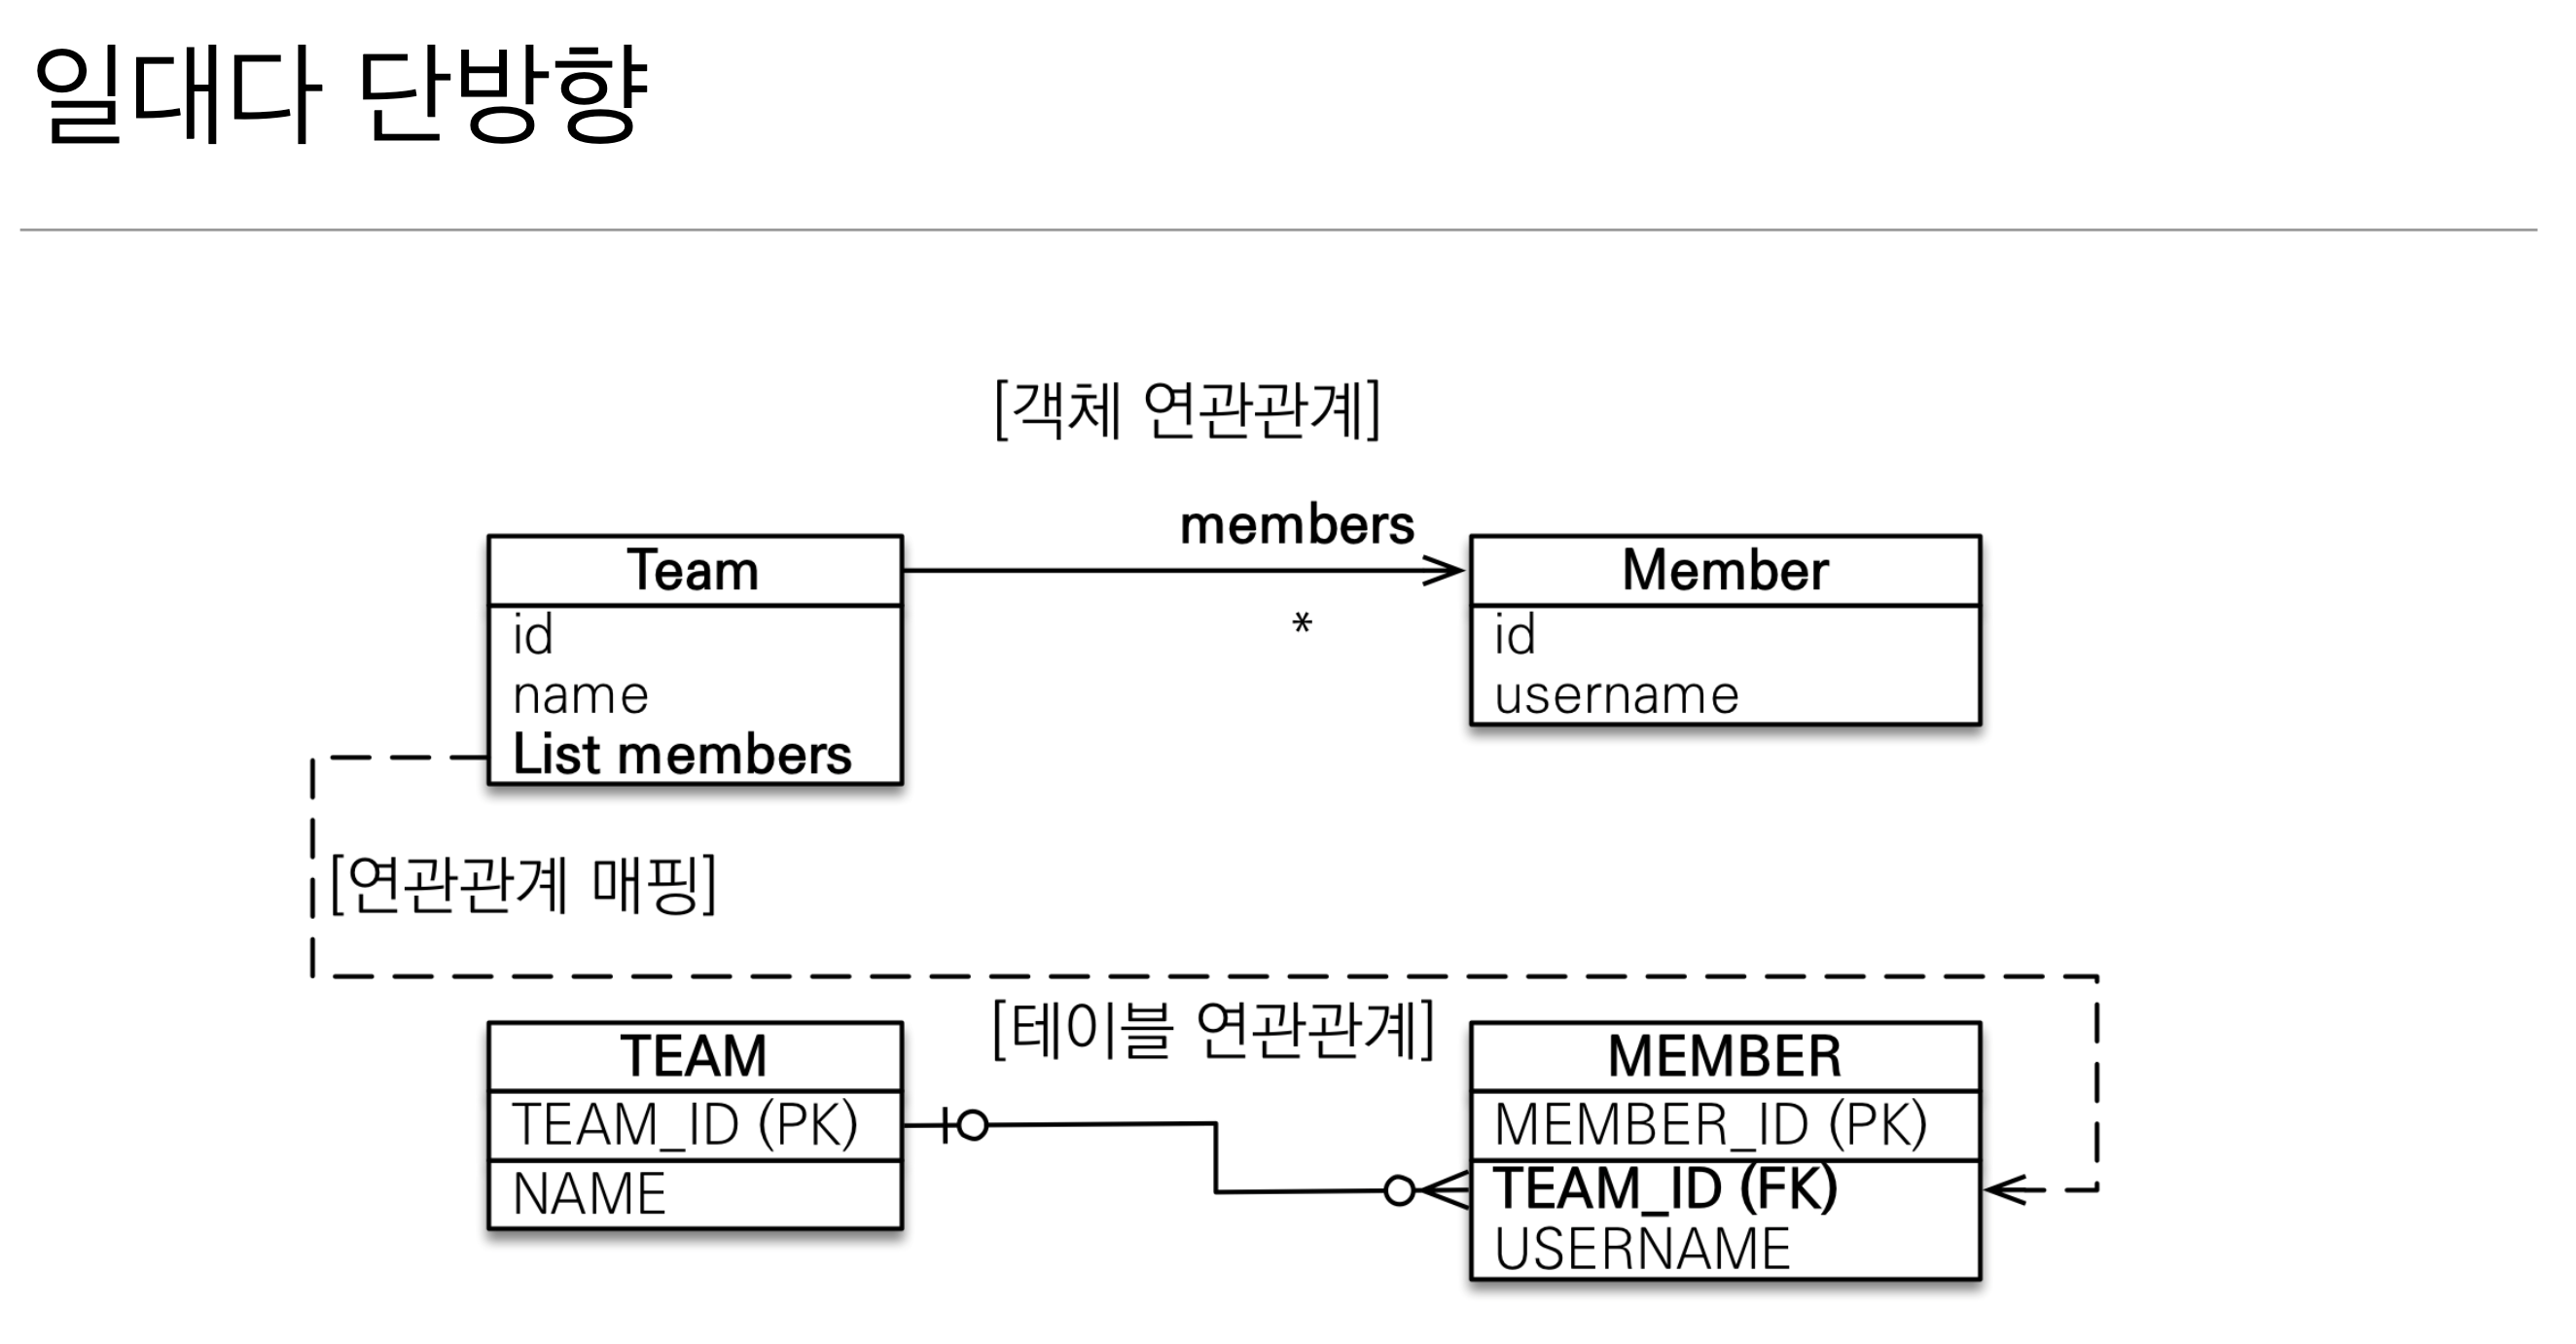 일대다 단방향
[객체 연관관계]
members
Team
Member
*
id
name
List members
id
username
[연관관계 매핑]
[테이블 연관관계]
TEAM
TEAM_ID (PK)
NAME
MEMBER
MEMBER_ID (PK)
TEAM_ID (FK)
USERNAME